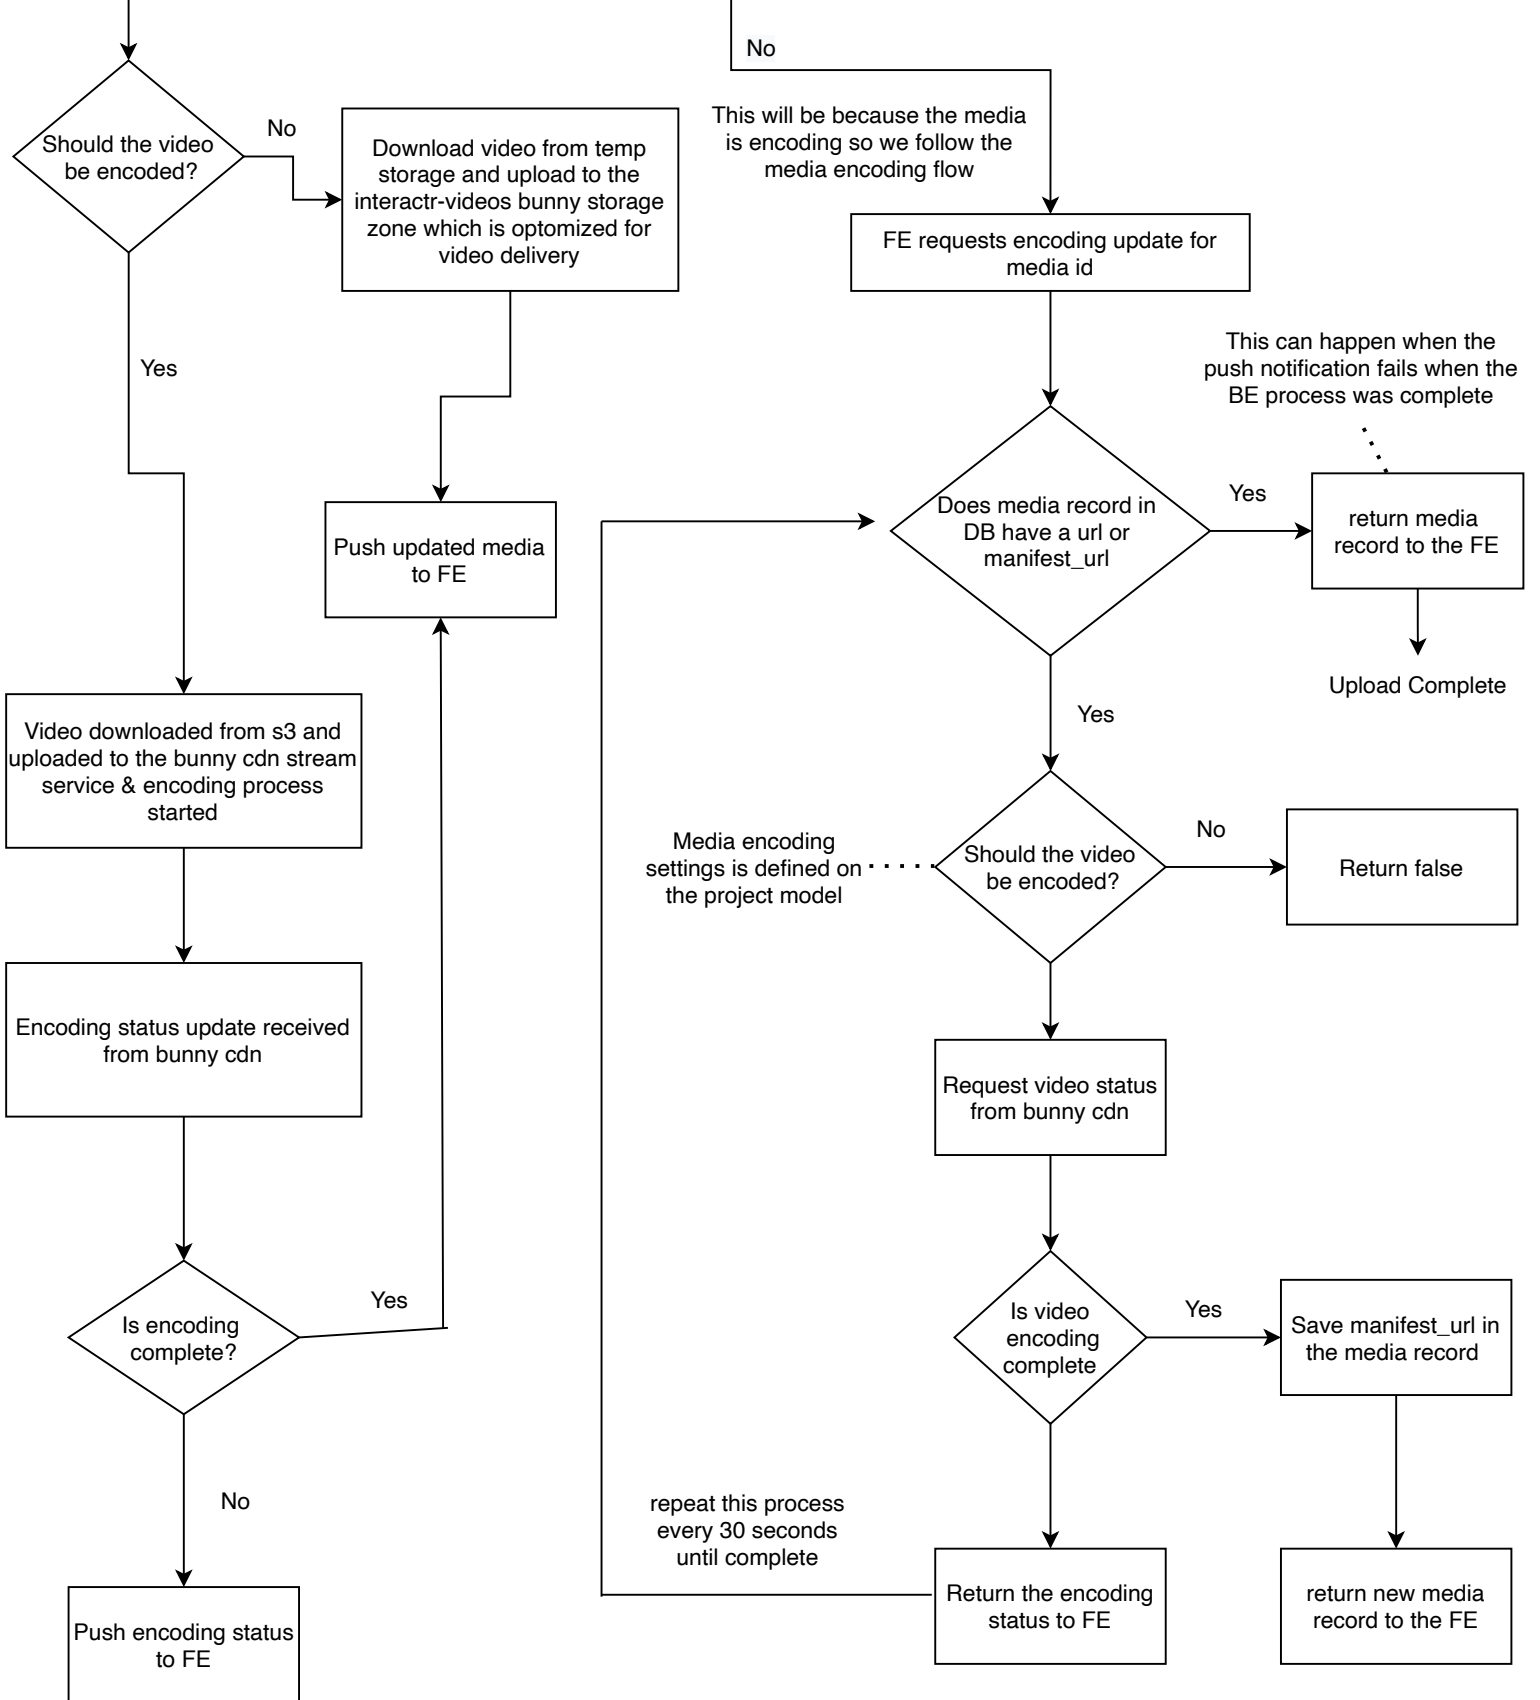 Should the video
be encoded?
No
Download video from temp
storage and upload to the
interactr-videos bunny storage
zone which is optomized for
video delivery
Yes
Push updated media
to FE
Video downloaded from s3 and
uploaded to the bunny cdn stream
service & encoding process
started
Encoding status update received
from bunny cdn
Is encoding
complete?
Yes
No
Push encoding status
to FE
No
This will be because the media
is encoding so we follow the
media encoding flow
FE requests encoding update for
media id
This can happen when the
push notification fails when the
BE process was complete
Does media record in
DB have a url or
manifest_url
Yes
return media
record to the FE
Upload Complete
Yes
Media encoding
settings is defined on
the project model
Should the video
be encoded?
No
Return false
Request video status
from bunny cdn
Is video
encoding
complete
Yes
Save manifest_url in
the media record
repeat this process
every 30 seconds
until complete
Return the encoding
status to FE
return new media
record to the FE